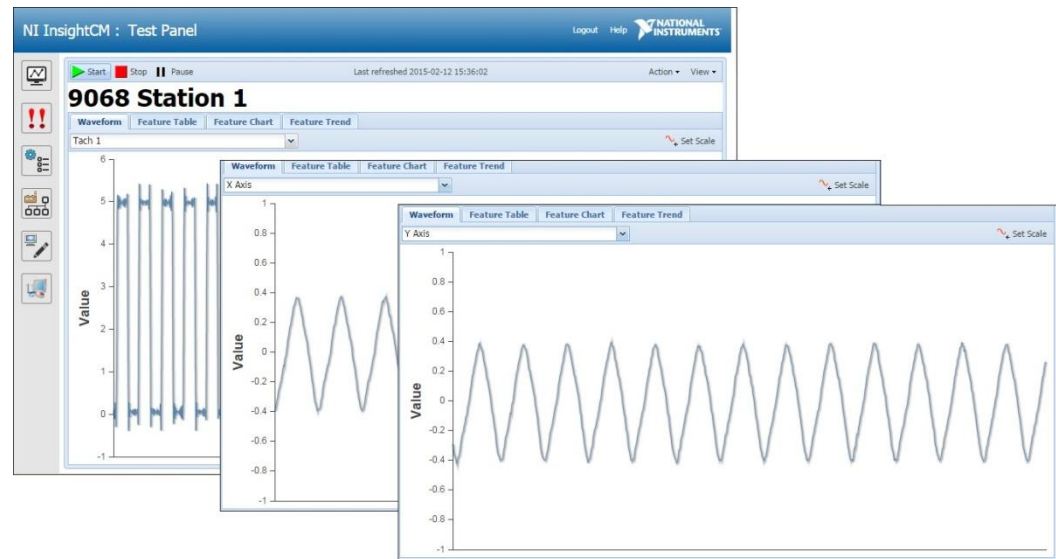 NI InsightCM : Test Panel
Logout Help NATIONAL INSTRUMENTS
Start Stop Pause Last refreshed 2015-02-12 15:36:02 Action View
9068 Station 1
Waveform Feature Table Feature Chart Feature Trend
Tach 1 Set Scale
Value
6
5
4
3
2
1
0
-1
Waveform Feature Table Feature Chart Feature Trend
X Axis Set Scale
Value
1
0.8
0.6
0.4
0.2
0
-0.2
-0.4
-0.6
-0.8
-1
Waveform Feature Table Feature Chart Feature Trend
Y Axis Set Scale
Value
1
0.8
0.6
0.4
0.2
0
-0.2
-0.4
-0.6
-0.8
-1